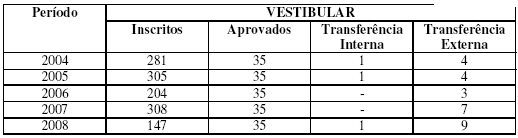 Período VESTIBULAR
Inscritos Aprovados Transferência Interna Transferência Externa
2004 281 35 1 4
2005 305 35 1 4
2006 204 35 - 3
2007 308 35 - 7
2008 147 35 1 9